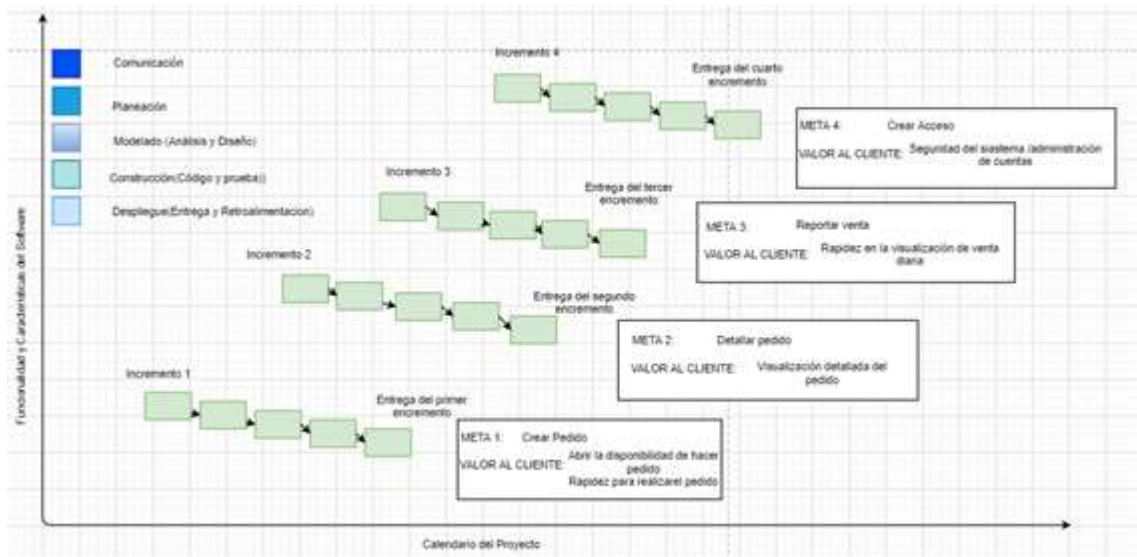 Incremento 4
Entrega del cuarto
encremento
Comunicación
Planeación
Modelado (Análisis y Diseño)
Construcción(Código y prueba))
Despliegue(Entrega y Retroalimentacion)
META 4: Crear Acceso
VALOR AL CLIENTE: Seguridad del siastema /administración
de cuentas
Incremento 3
Entrega del tercer
encremento
META 3: Reportar venta
VALOR AL CLIENTE: Rapidez en la visualización de venta
diaria
Incremento 2
Entrega del segundo
encremento
META 2: Detallar pedido
VALOR AL CLIENTE: Visualización detallada del
pedido
Incremento 1
Entrega del primer
encremento
META 1: Crear Pedido
VALOR AL CLIENTE: Abrir la disponibilidad de hacer
pedido
Rapidez para realizarel pedido
Funcionalidad y Características del Software
Calendario del Proyecto